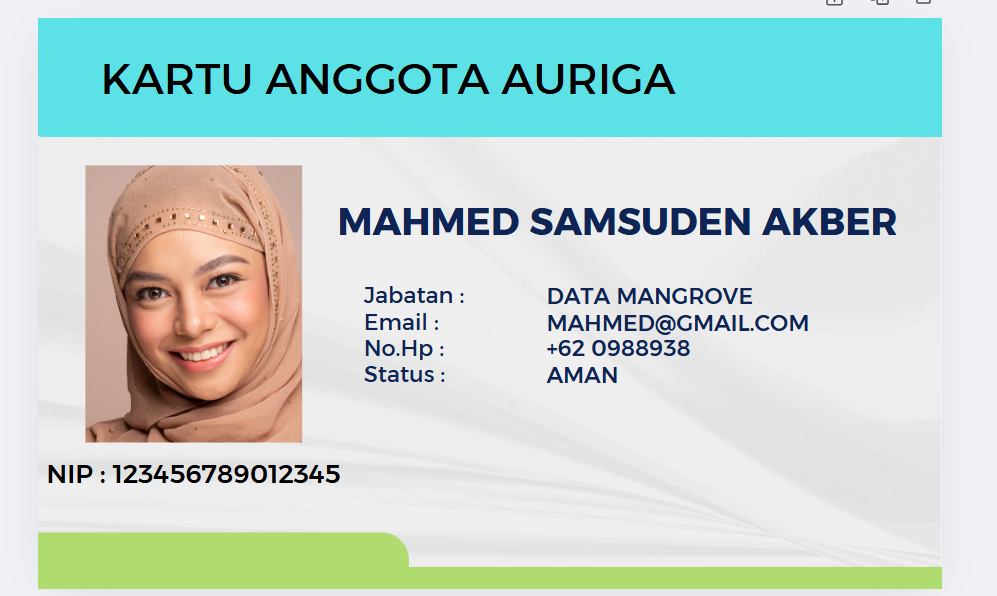 KARTU ANGGOTA AURIGA
MAHMED SAMSUDEN AKBER
Jabatan : DATA MANGROVE
Email : MAHMED@GMAIL.COM
No.Hp : +62 0988938
Status : AMAN
NIP : 123456789012345